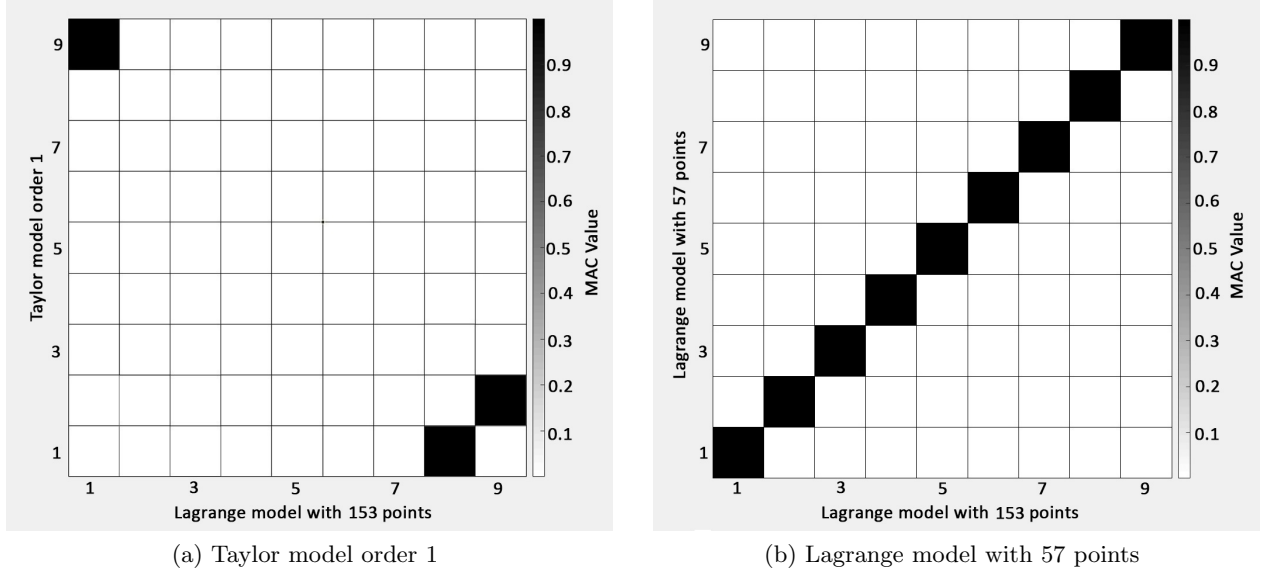 9
7
5
3
1
Taylor model order 1
1 3 5 7 9
Lagrange model with 153 points
0.9
0.8
0.7
0.6
0.5
0.4
0.3
0.2
0.1
MAC Value
(a) Taylor model order 1
9
7
5
3
1
Lagrange model with 57 points
1 3 5 7 9
Lagrange model with 153 points
0.9
0.8
0.7
0.6
0.5
0.4
0.3
0.2
0.1
MAC Value
(b) Lagrange model with 57 points